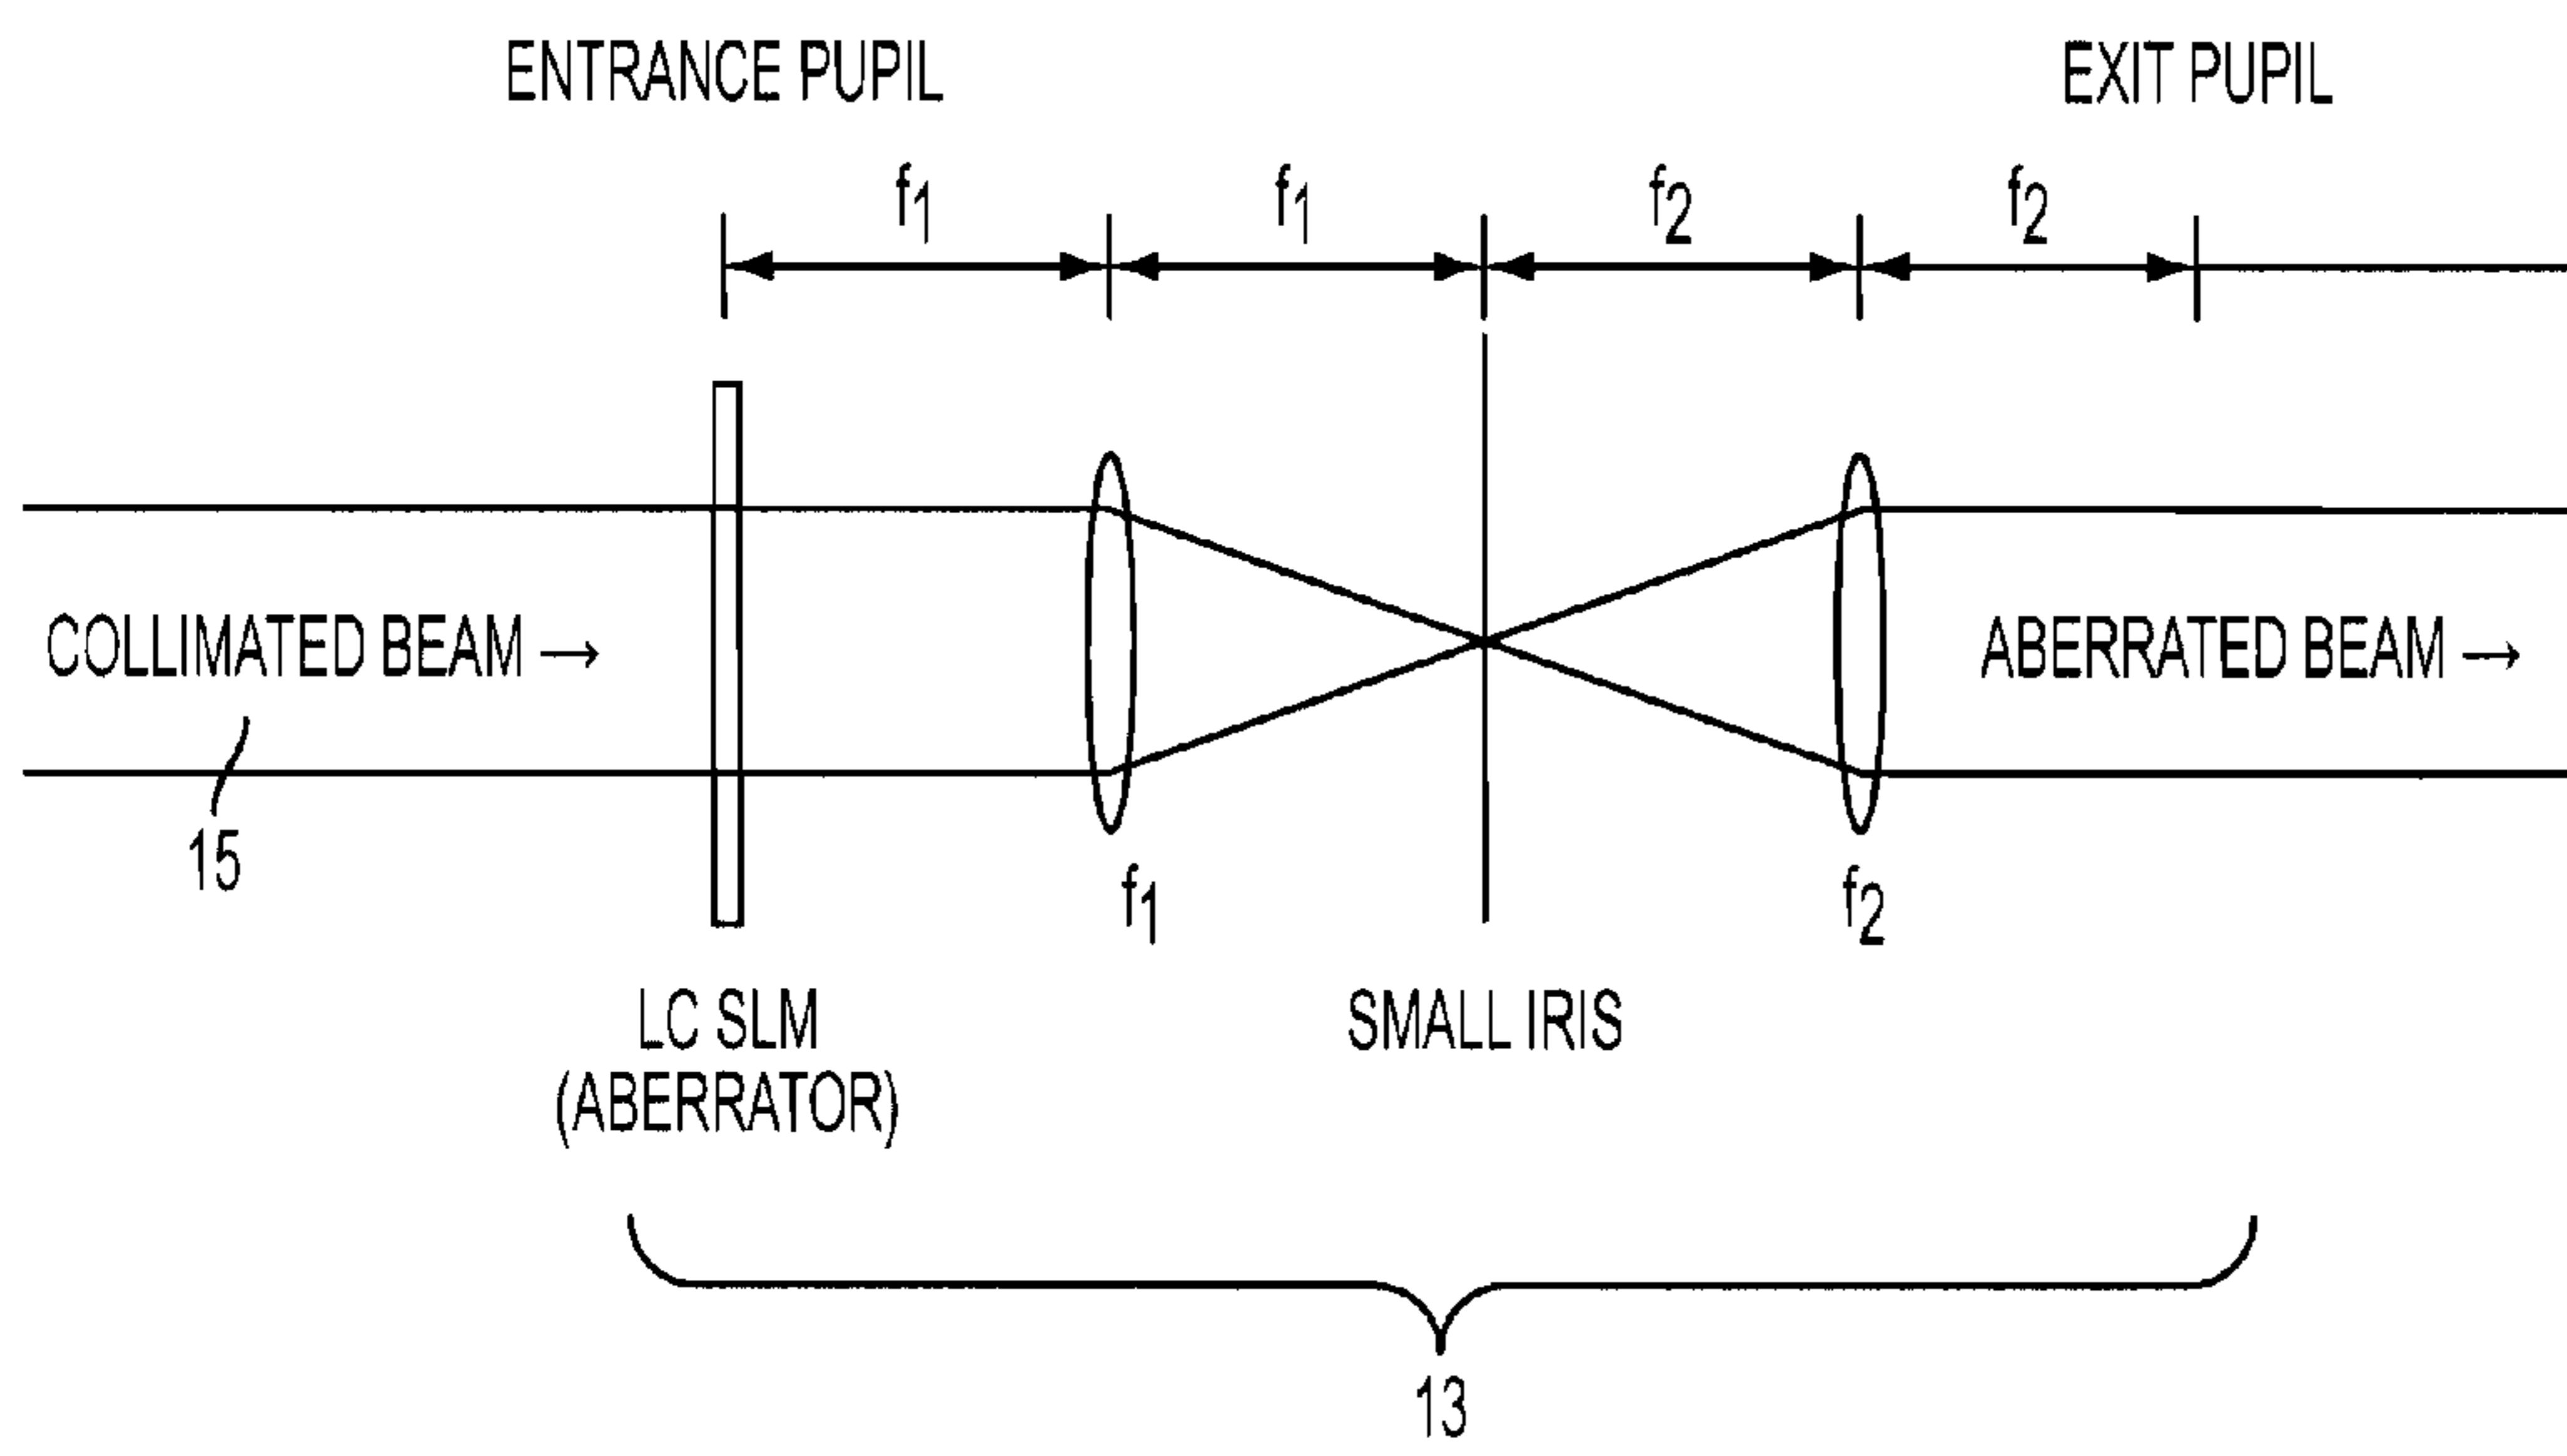 ENTRANCE PUPIL
EXIT PUPIL
f1
f1
f2
f2
COLLIMATED BEAM →
ABERRATED BEAM →
15
f1
f2
LC SLM
(ABERRATOR)
SMALL IRIS
13